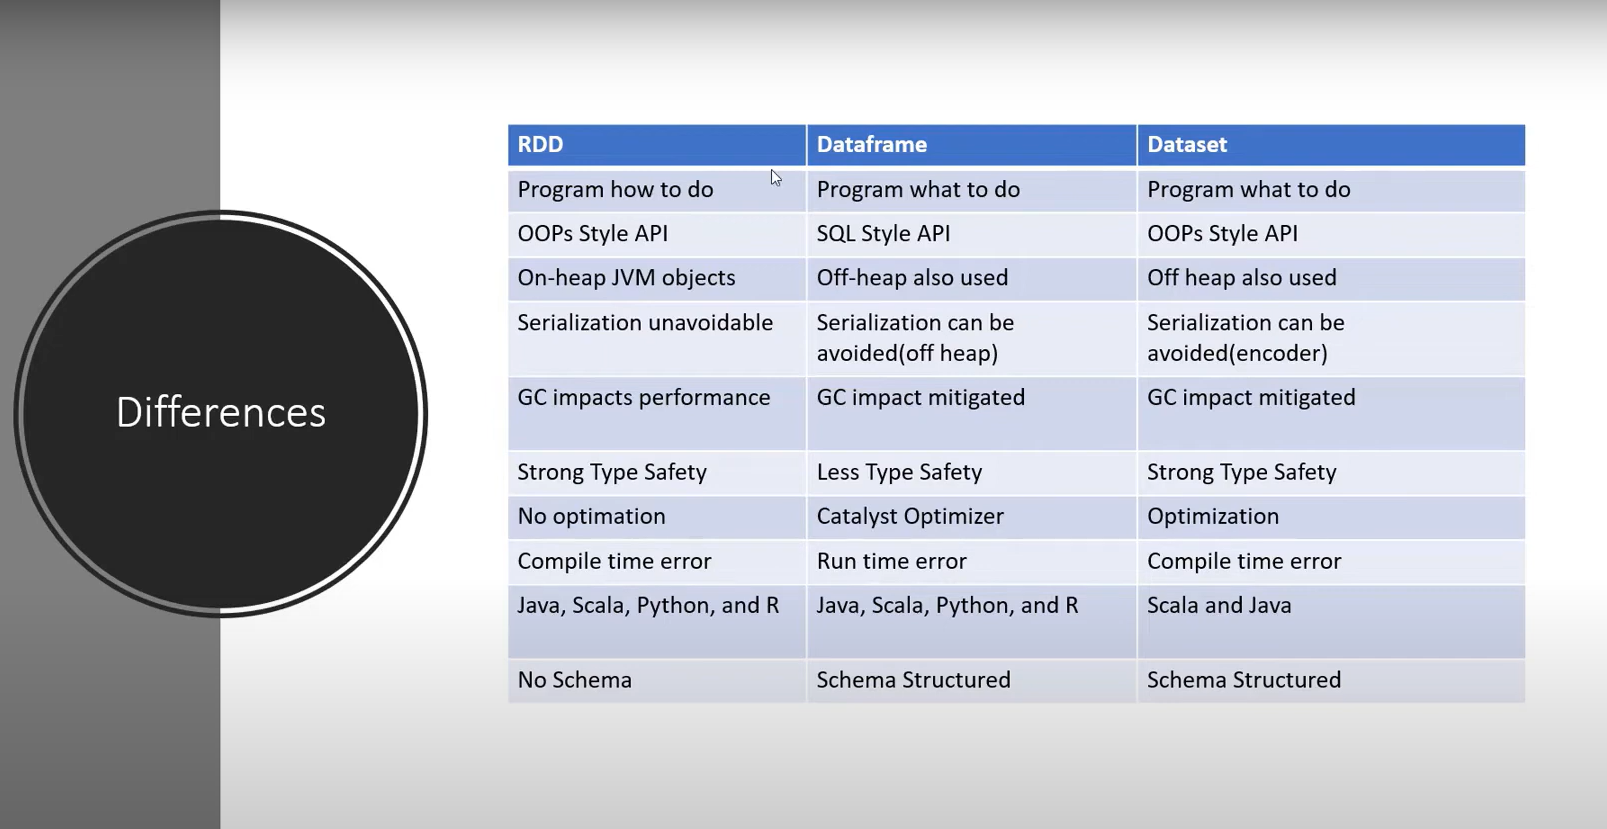 Differences
RDD Dataframe Dataset
Program how to do Program what to do Program what to do
OOPs Style API SQL Style API OOPs Style API
On-heap JVM objects Off-heap also used Off heap also used
Serialization unavoidable Serialization can be Serialization can be
avoided(off heap) avoided(encoder)
GC impacts performance GC impact mitigated GC impact mitigated
Strong Type Safety Less Type Safety Strong Type Safety
No optimation Catalyst Optimizer Optimization
Compile time error Run time error Compile time error
Java, Scala, Python, and R Java, Scala, Python, and R Scala and Java
No Schema Schema Structured Schema Structured